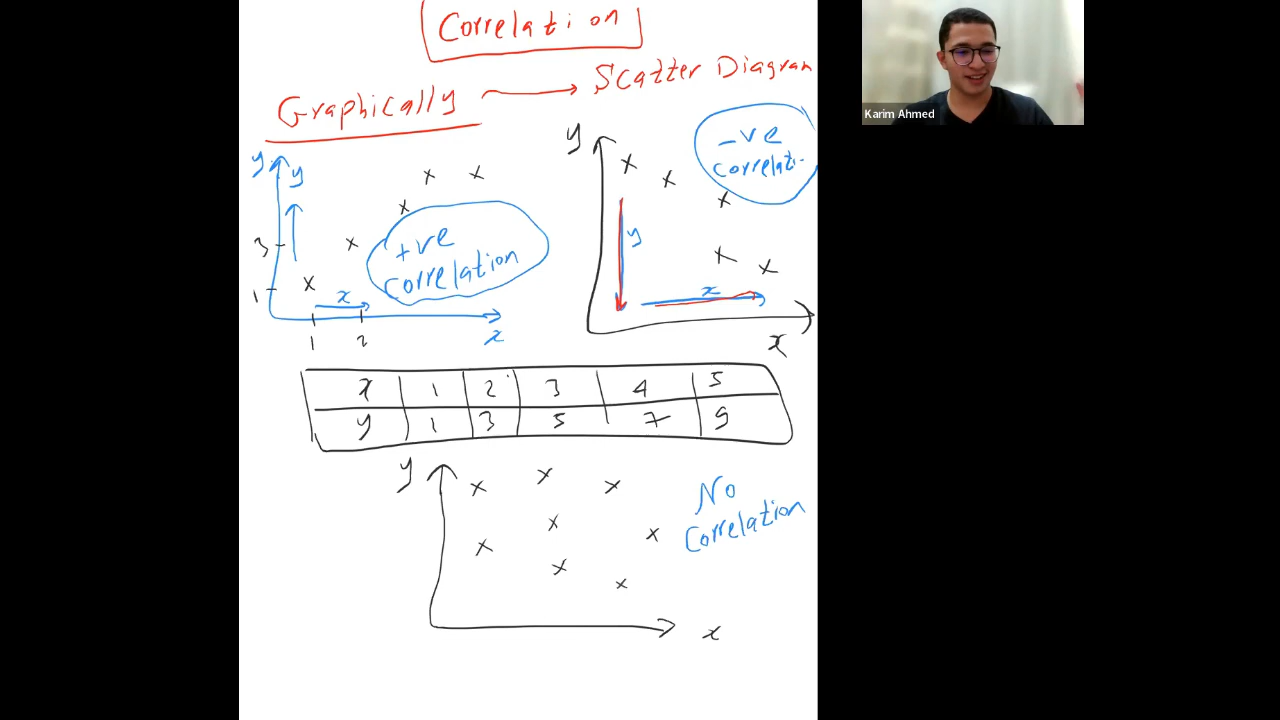 Correlation
Graphically → Scatter Diagram
Karim Ahmed
y
y
3
1
x
1 2
x
+ve
correlation
y
-ve
correlati
y
x
x
x 1 2 3 4 5
y 1 3 5 7 9
y
x
No
correlation